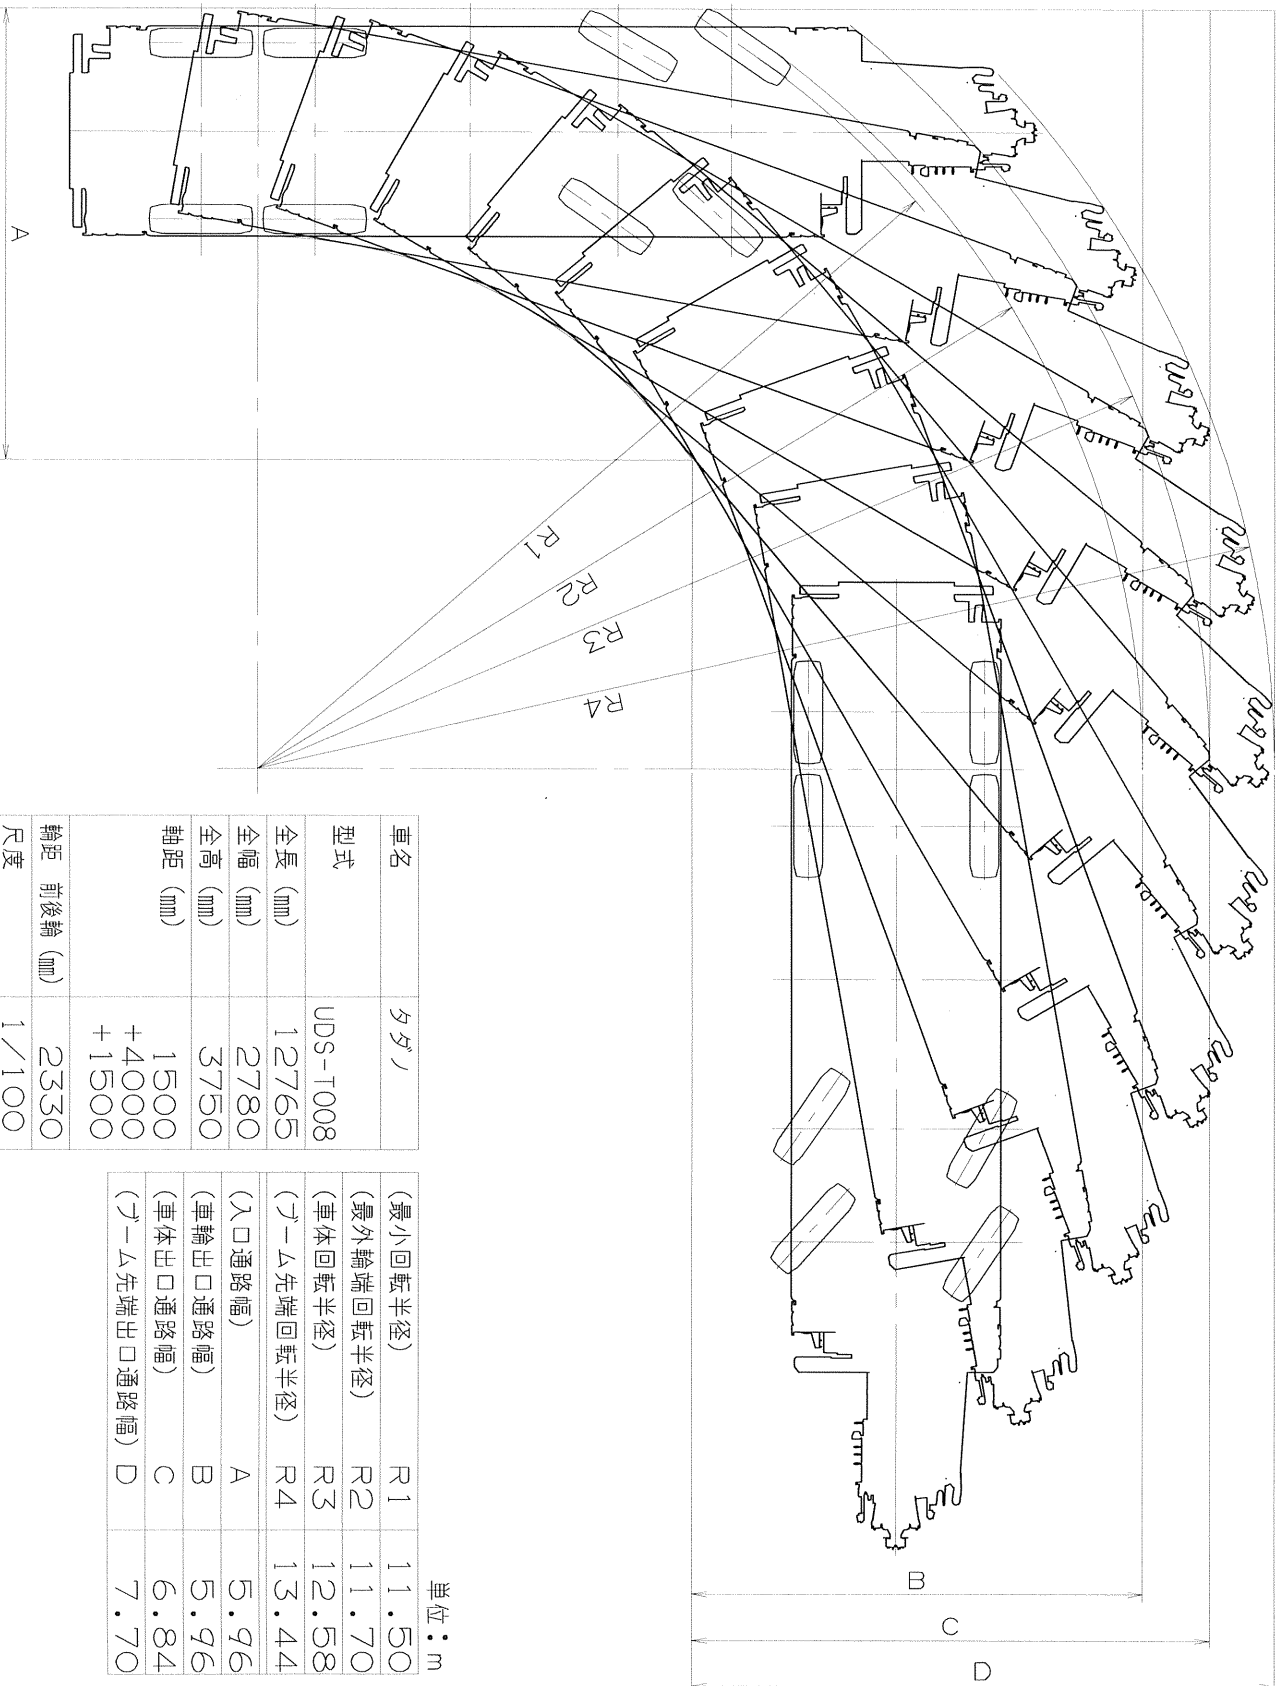 A
R1
R2
R3
R4
B
C
D
車名 タダノ
型式 UDS-T008
全長(mm) 12765
全幅(mm) 2780
全高(mm) 3750
軸距(mm) 1500
+4000
+1500
輪距 前後輪(mm) 2330
尺度 1/100
単位:m
(最小回転半径) R1 11.50
(最外輪端回転半径) R2 11.70
(車体回転半径) R3 12.58
(ブーム先端回転半径) R4 13.44
(入口通路幅) A 5.96
(車輪出口通路幅) B 5.96
(車体出口通路幅) C 6.84
(ブーム先端出口通路幅) D 7.70